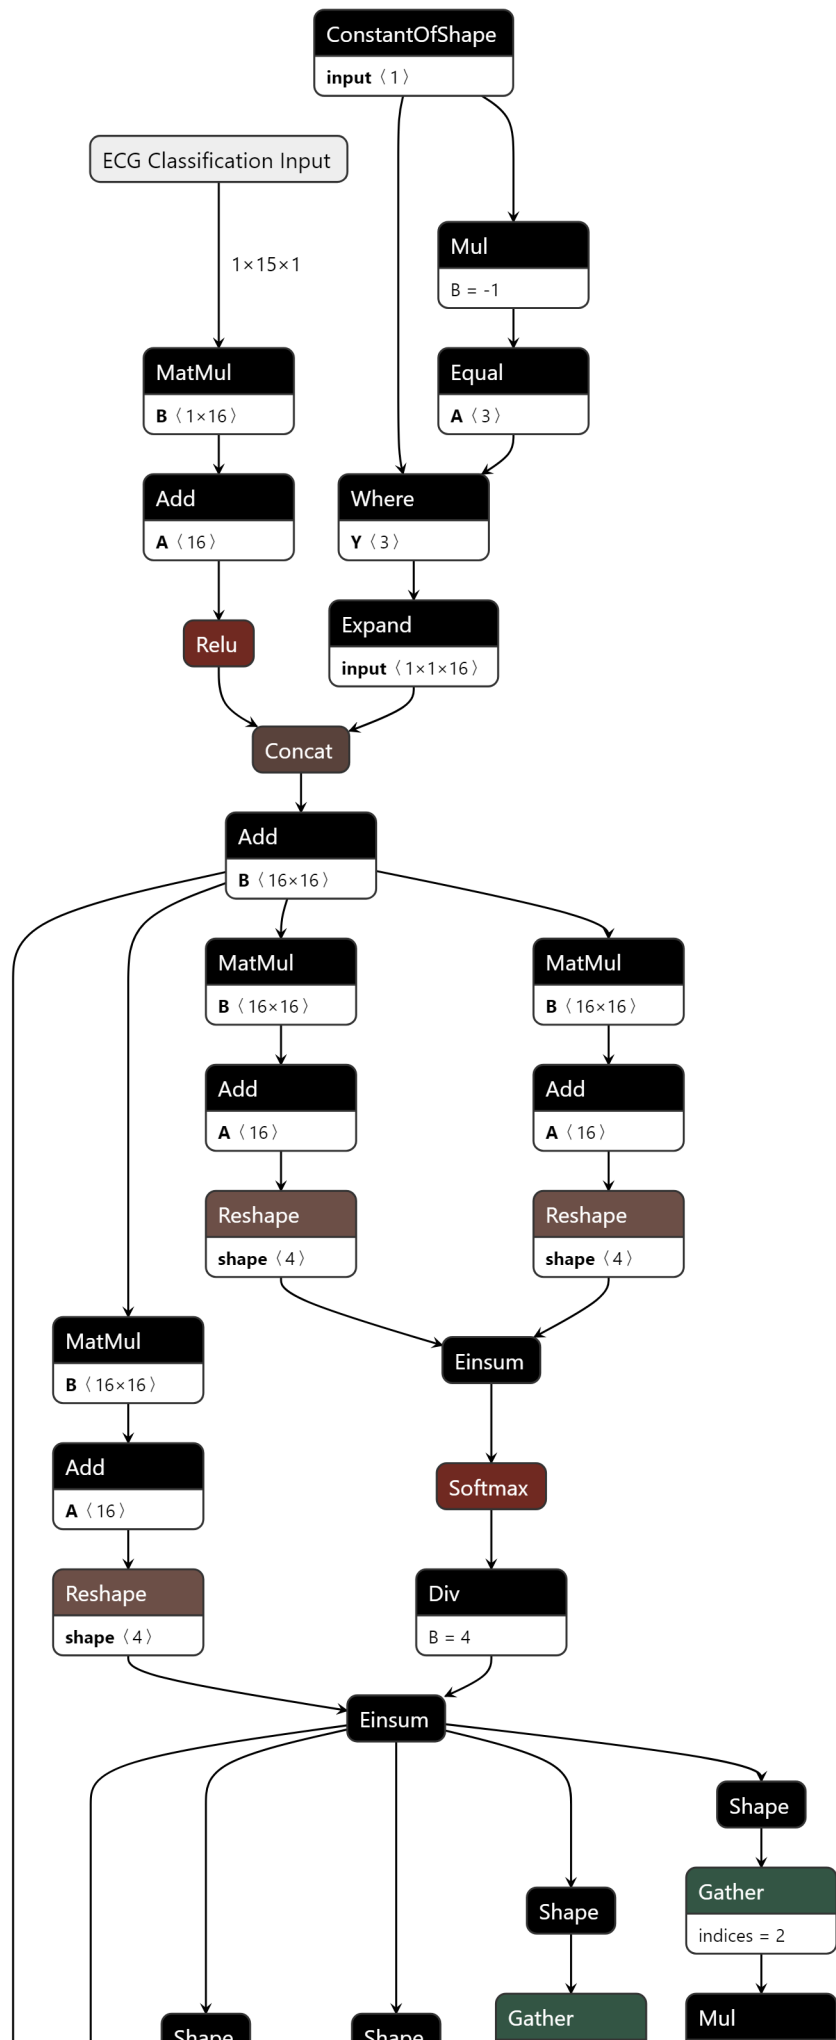 ConstantOfShape
input 〈1〉
ECG Classification Input
1×15×1
Mul
B = -1
MatMul
B 〈1×16〉
Equal
A 〈3〉
Add
A 〈16〉
Where
Y 〈3〉
Relu
Expand
input 〈1×1×16〉
Concat
Add
B 〈16×16〉
MatMul
B 〈16×16〉
MatMul
B 〈16×16〉
Add
A 〈16〉
Add
A 〈16〉
Reshape
shape 〈4〉
Reshape
shape 〈4〉
MatMul
B 〈16×16〉
Einsum
Add
A 〈16〉
Softmax
Reshape
shape 〈4〉
Div
B = 4
Einsum
Shape
Gather
indices = 2
Shape
Gather
Mul
Shape
Shape